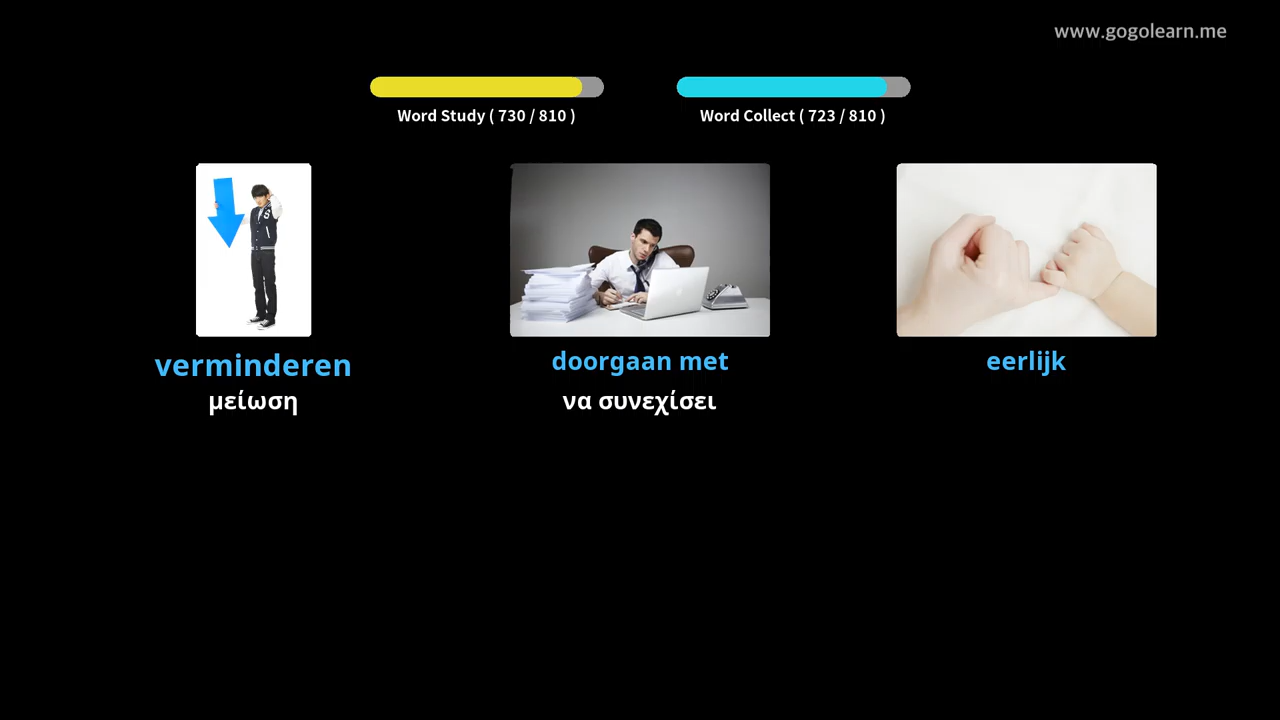 www.gogolearn.me
Word Study ( 730 / 810 )
Word Collect ( 723 / 810 )
verminderen
μείωση
doorgaan met
να συνεχίσει
eerlijk